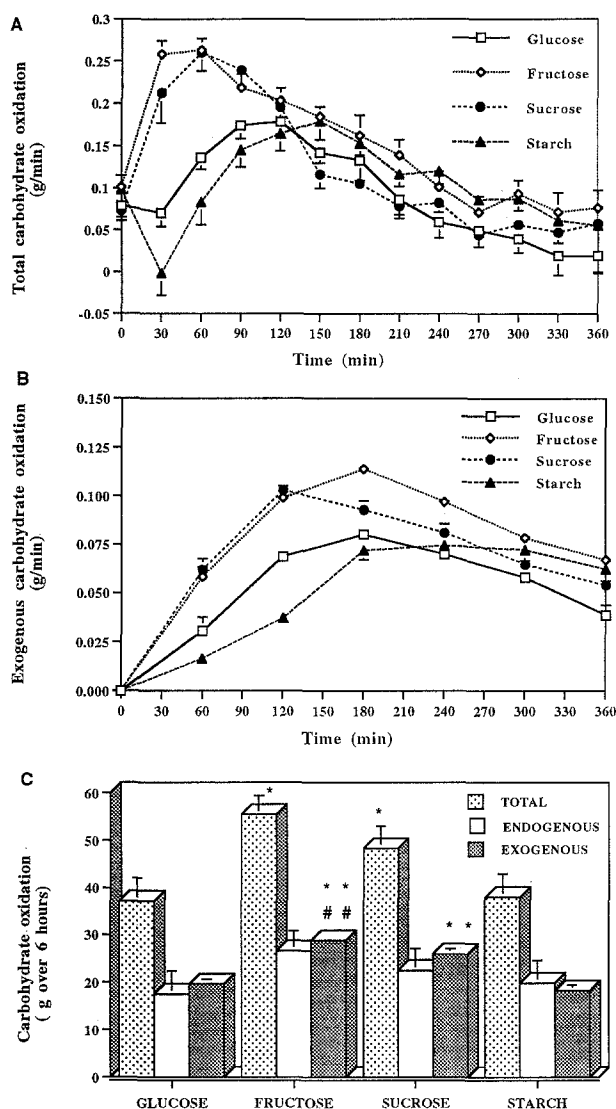 A
Total carbohydrate oxidation
(g/min)
0.3
0.25
0.2
0.15
0.1
0.05
0
-0.05
Glucose
Fructose
Sucrose
Starch
0 30 60 90 120 150 180 210 240 270 300 330 360
Time (min)
B
Exogenous carbohydrate oxidation
(g/min)
0.150
0.125
0.100
0.075
0.050
0.025
0.000
Glucose
Fructose
Sucrose
Starch
0 30 60 90 120 150 180 210 240 270 300 330 360
Time (min)
C
Carbohydrate oxidation
( g over 6 hours)
60
50
40
30
20
10
0
TOTAL
ENDOGENOUS
EXOGENOUS
*
* *
# #
*
* *
GLUCOSE FRUCTOSE SUCROSE STARCH